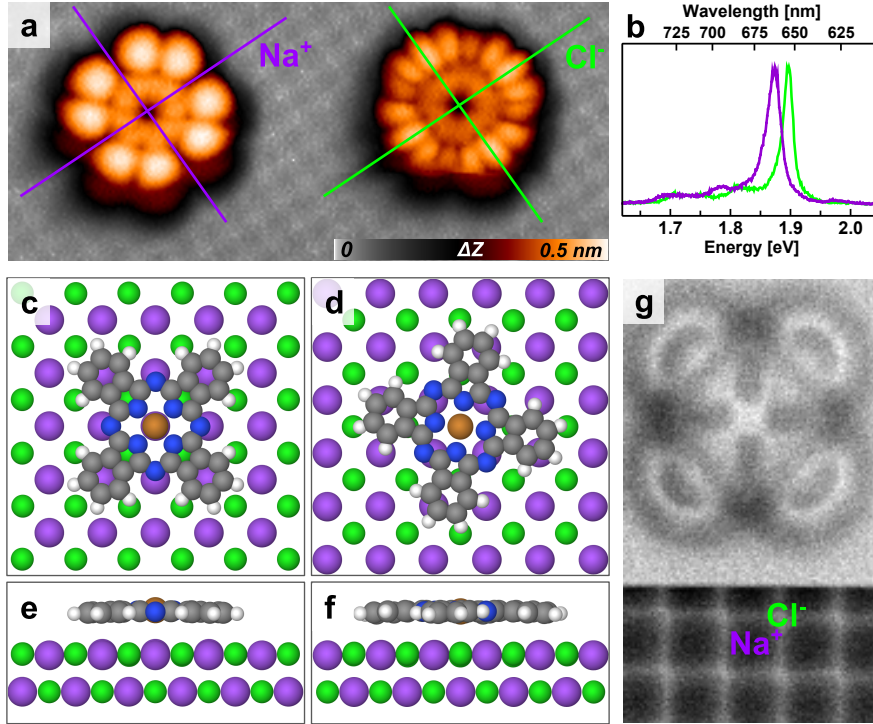 a
Na+
Cl-
0 ΔZ 0.5 nm
b
Wavelength [nm]
725 700 675 650 625
1.7 1.8 1.9 2.0
Energy [eV]
c
d
e
f
g
Cl-
Na+